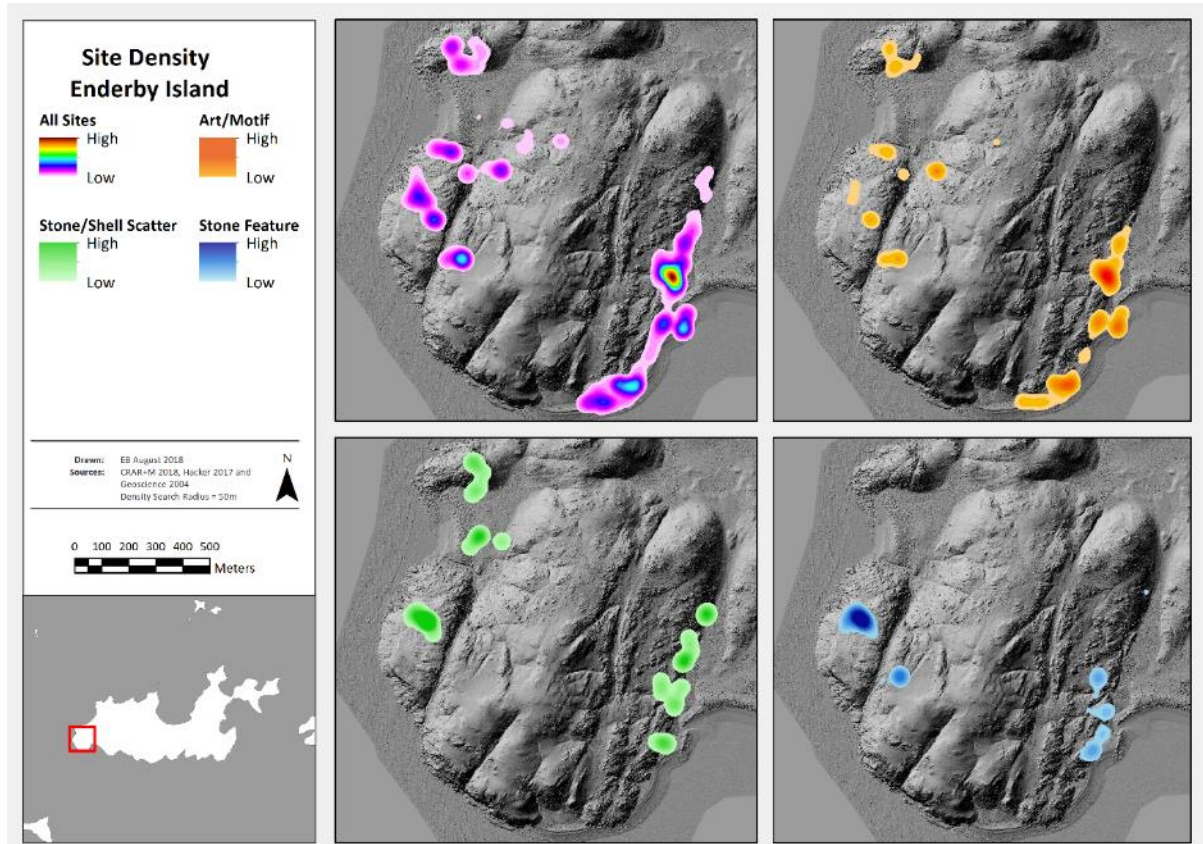 Site Density
Enderby Island
All Sites
High
Low
Art/Motif
High
Low
Stone/Shell Scatter
High
Low
Stone Feature
High
Low
Drawn: EB August 2018
Sources: CRAR+M 2018, Hacker 2017 and
Geoscience 2004
Density Search Radius = 50m
N
0 100 200 300 400 500
Meters